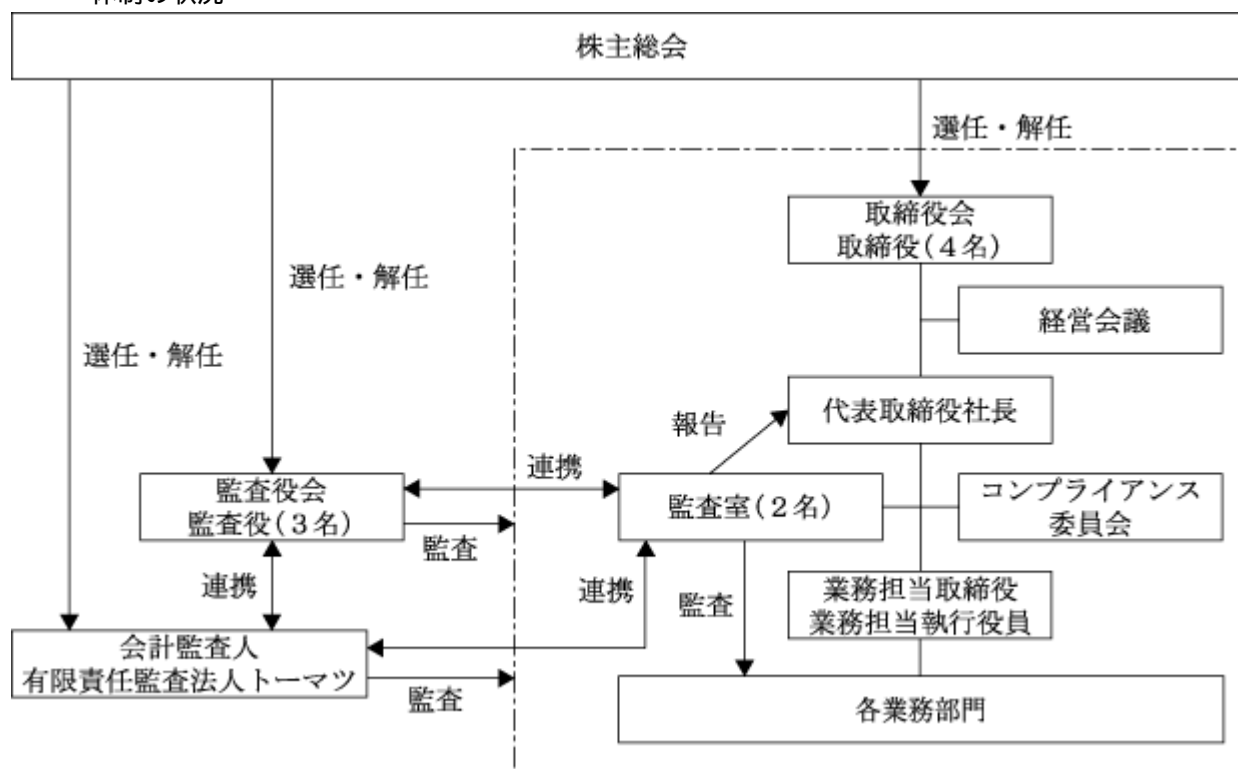 株主総会
選任・解任
取締役会
取締役(4名)
選任・解任
経営会議
選任・解任
代表取締役社長
報告
連携
監査役会
監査役(3名)
監査室(2名)
コンプライアンス
委員会
監査
連携
連携
監査
業務担当取締役
業務担当執行役員
会計監査人
有限責任監査法人トーマツ
監査
各業務部門